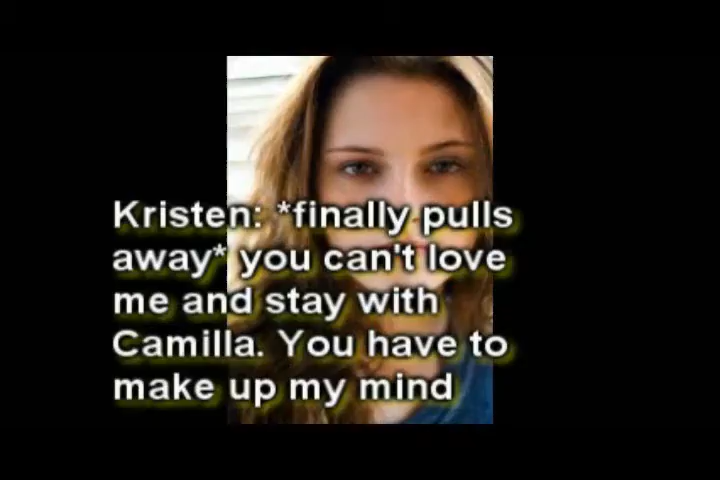 Kristen: *finally pulls
away* you can't love
me and stay with
Camilla. You have to
make up my mind